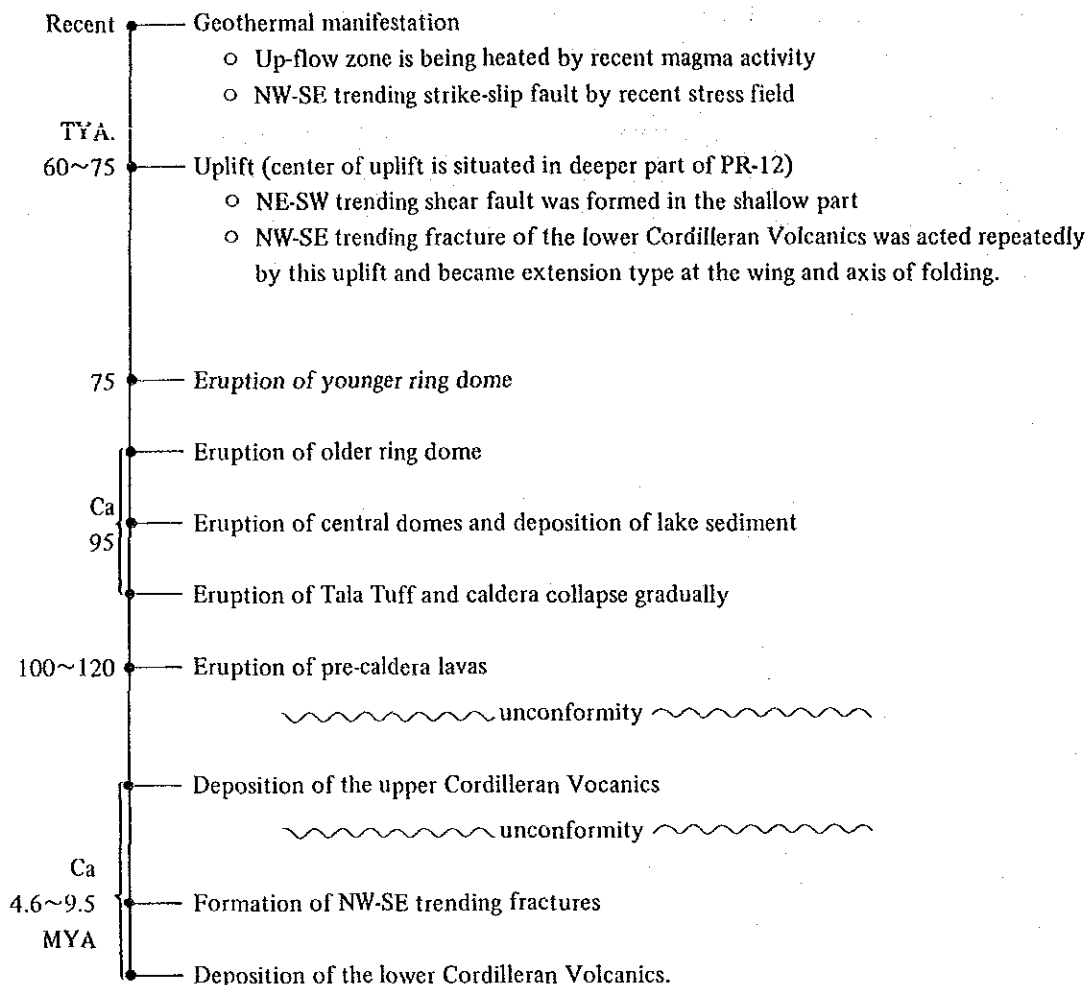 Recent Geothermal manifestation
○ Up-flow zone is being heated by recent magma activity
○ NW-SE trending strike-slip fault by recent stress field
TYA.
60~75 Uplift (center of uplift is situated in deeper part of PR-12)
○ NE-SW trending shear fault was formed in the shallow part
○ NW-SE trending fracture of the lower Cordilleran Volcanics was acted repeatedly
by this uplift and became extension type at the wing and axis of folding.
75 Eruption of younger ring dome
Eruption of older ring dome
Ca
95 Eruption of central domes and deposition of lake sediment
Eruption of Tala Tuff and caldera collapse gradually
100~120 Eruption of pre-caldera lavas
unconformity
Deposition of the upper Cordilleran Vocanics
unconformity
Ca
4.6~9.5 Formation of NW-SE trending fractures
MYA
Deposition of the lower Cordilleran Volcanics.